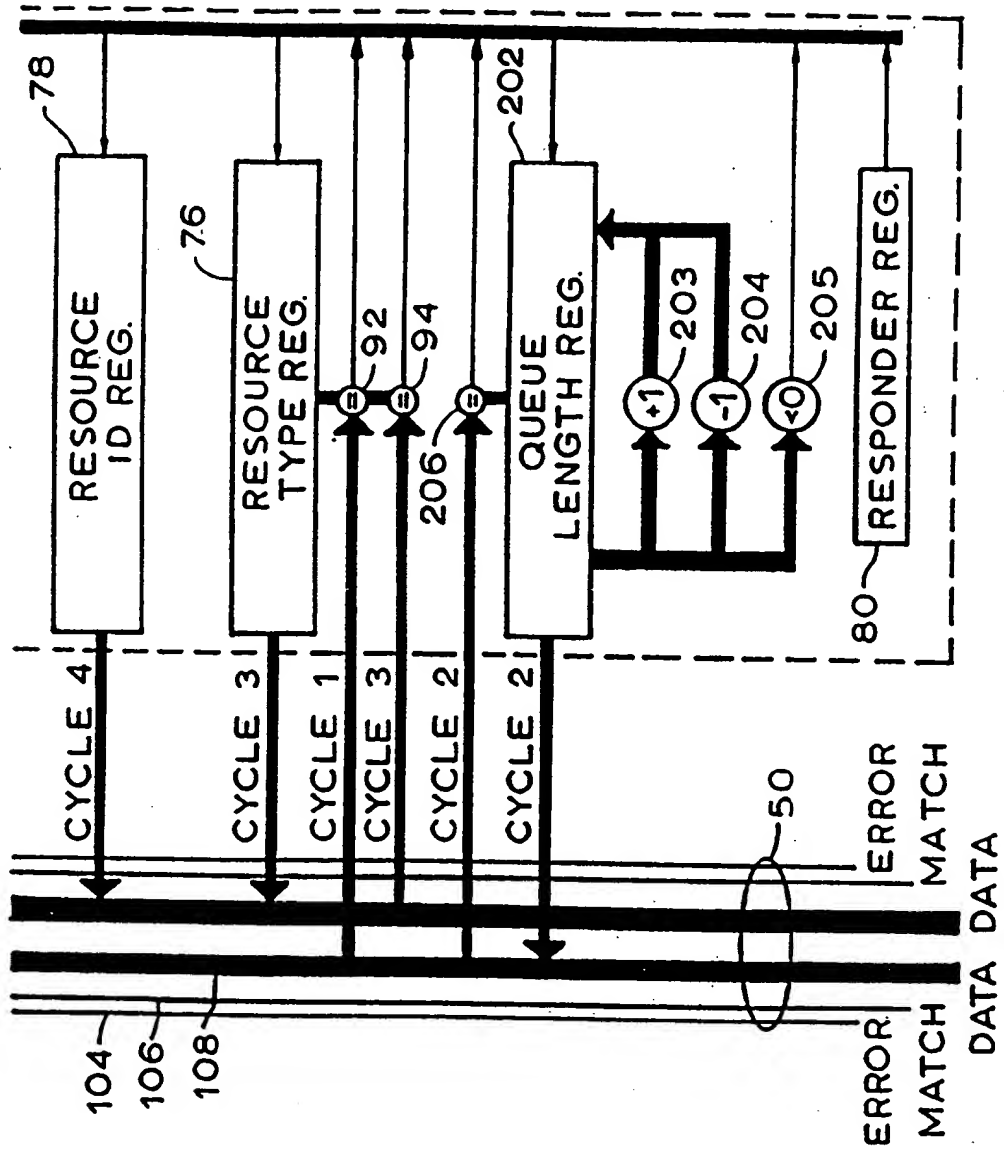 78
RESOURCE
ID REG.
CYCLE 4
76
RESOURCE
TYPE REG.
CYCLE 3
CYCLE 1
=
92
CYCLE 3
=
94
CYCLE 2
206
=
202
QUEUE
LENGTH REG.
CYCLE 2
+1
203
-1
204
<0
205
80
RESPONDER REG.
104
106
108
50
ERROR
MATCH
DATA
DATA
ERROR
MATCH